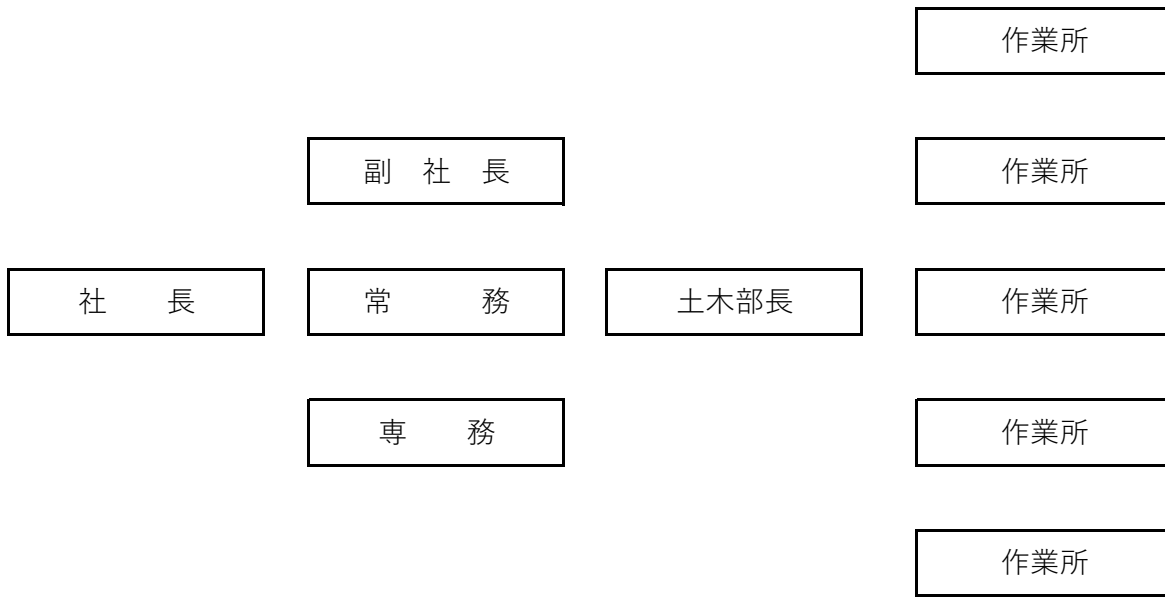 作業所
副　社　長
作業所
社　　長
常　　　務
土木部長
作業所
専　　務
作業所
作業所